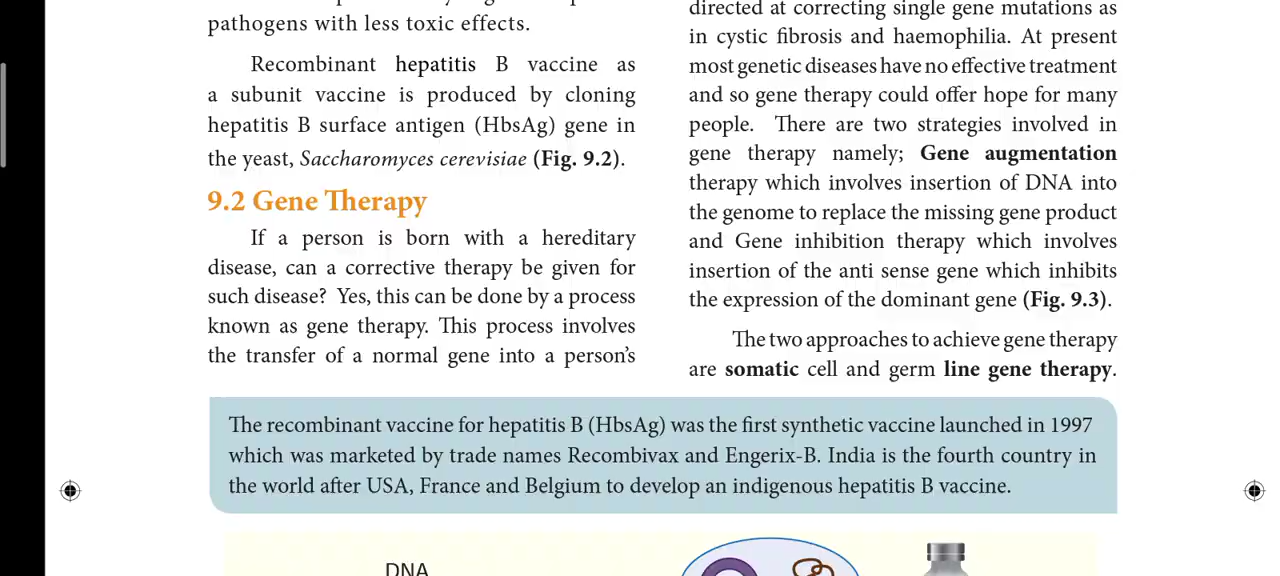 pathogens with less toxic effects.
Recombinant hepatitis B vaccine as
a subunit vaccine is produced by cloning
hepatitis B surface antigen (HbsAg) gene in
the yeast, Saccharomyces cerevisiae (Fig. 9.2).
9.2 Gene Therapy
If a person is born with a hereditary
disease, can a corrective therapy be given for
such disease? Yes, this can be done by a process
known as gene therapy. This process involves
the transfer of a normal gene into a person's
directed at correcting single gene mutations as
in cystic fibrosis and haemophilia. At present
most genetic diseases have no effective treatment
and so gene therapy could offer hope for many
people. There are two strategies involved in
gene therapy namely; Gene augmentation
therapy which involves insertion of DNA into
the genome to replace the missing gene product
and Gene inhibition therapy which involves
insertion of the anti sense gene which inhibits
the expression of the dominant gene (Fig. 9.3).
The two approaches to achieve gene therapy
are somatic cell and germ line gene therapy.
The recombinant vaccine for hepatitis B (HbsAg) was the first synthetic vaccine launched in 1997
which was marketed by trade names Recombivax and Engerix-B. India is the fourth country in
the world after USA, France and Belgium to develop an indigenous hepatitis B vaccine.
DNA